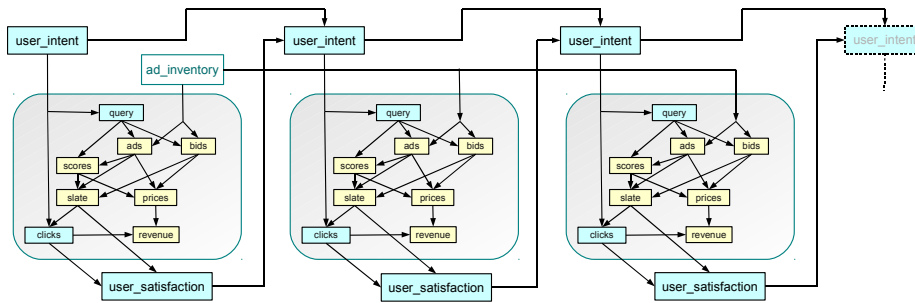 user_intent
user_intent
user_intent
user_intent
ad_inventory
query
query
query
ads
bids
ads
bids
ads
bids
scores
scores
scores
slate
prices
slate
prices
slate
prices
clicks
revenue
clicks
revenue
clicks
revenue
user_satisfaction
user_satisfaction
user_satisfaction